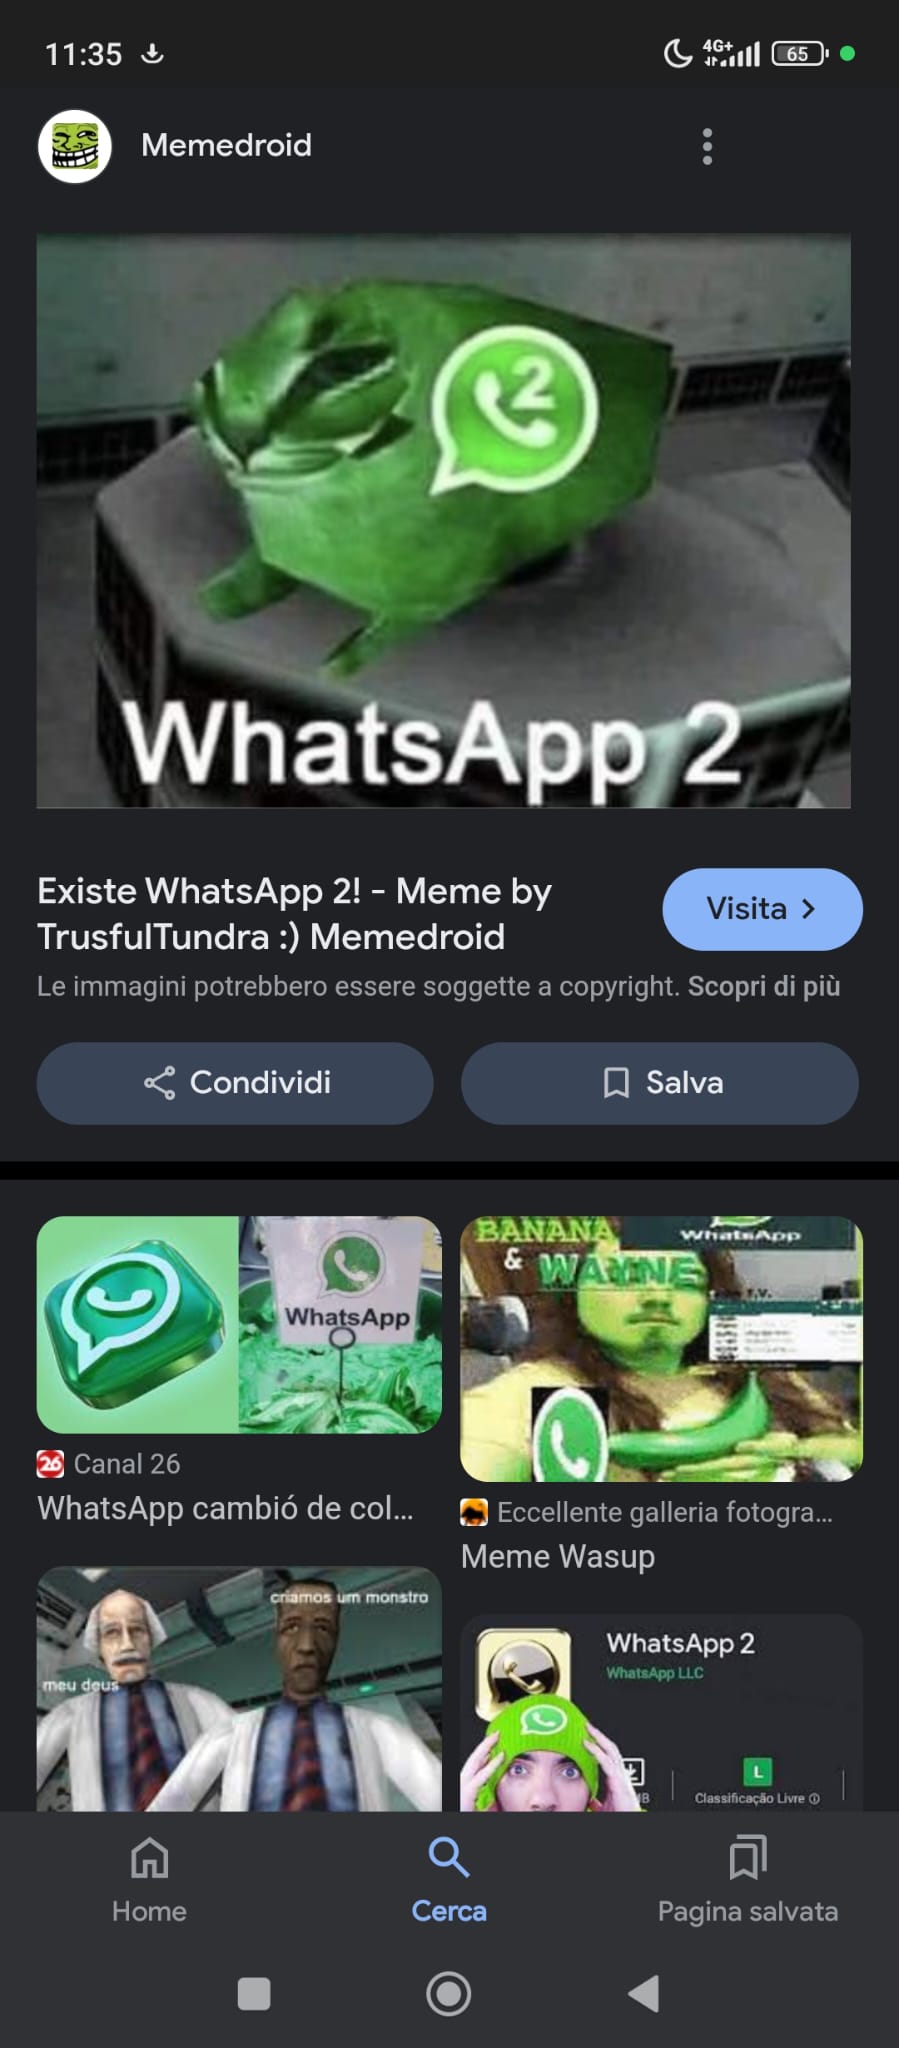 11:35
4G+
65
Memedroid
2
WhatsApp 2
Existe WhatsApp 2! - Meme by
TrusfulTundra :) Memedroid
Visita
Le immagini potrebbero essere soggette a copyright. Scopri di più
Condividi
Salva
WhatsApp
26 Canal 26
WhatsApp cambió de col...
BANANA
& WAYNE
WhatsApp
Eccellente galleria fotogra...
Meme Wasup
criamos um monstro
meu deus
WhatsApp 2
WhatsApp LLC
L
Classificação Livre
Home
Cerca
Pagina salvata